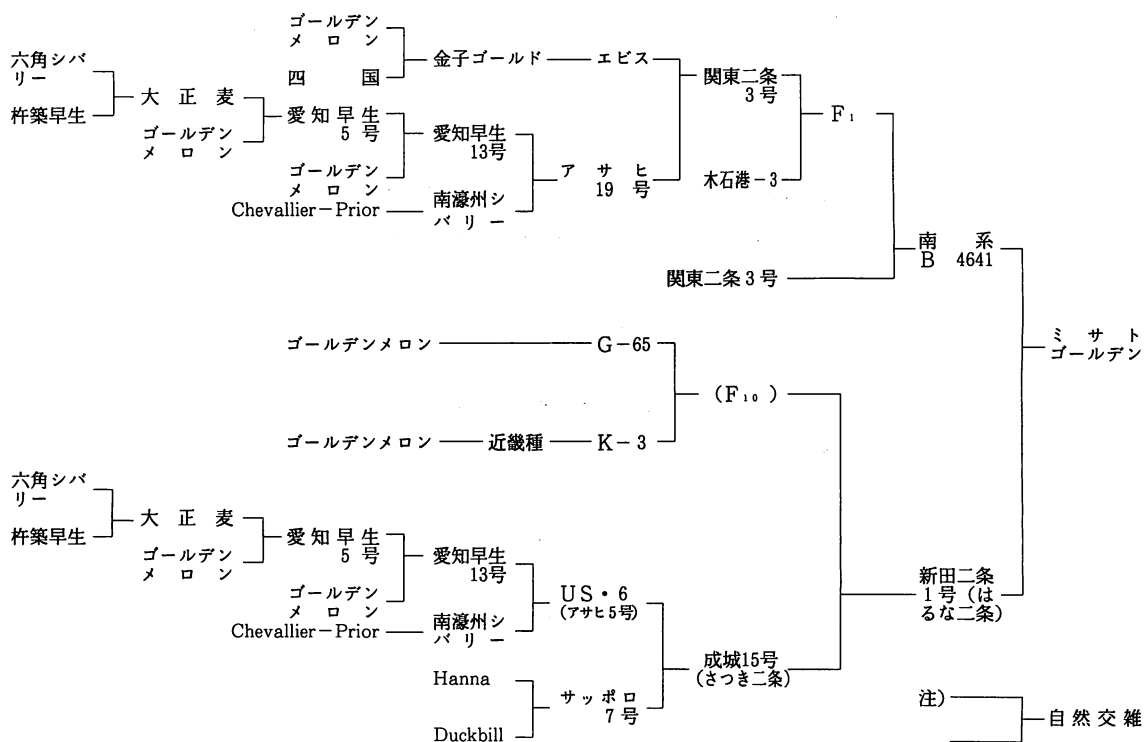 ゴールデン
メロン
六角シバ
リー
金子ゴールド
エビス
四国
関東二条
3号
大正麦
杵築早生
愛知早生
5号
F₁
ゴールデン
メロン
愛知早生
13号
ゴールデン
メロン
アサヒ
19号
木石港-3
Chevallier-Prior
南濠州シ
バリー
南系
B 4641
関東二条3号
ミサト
ゴールデン
ゴールデンメロン
G-65
(F₁₀)
ゴールデンメロン
近畿種
K-3
六角シバ
リー
大正麦
杵築早生
愛知早生
5号
ゴールデン
メロン
愛知早生
13号
新田二条
1号(は
るな二条)
ゴールデン
メロン
US・6
(アサヒ5号)
Chevallier-Prior
南濠州シ
バリー
成城15号
(さつき二条)
Hanna
サッポロ
7号
Duckbill
注)
自然交雑